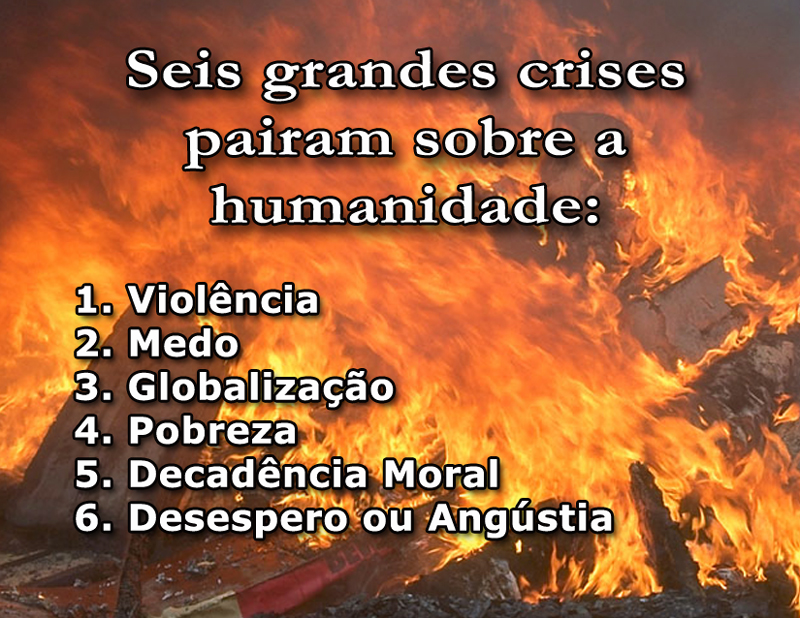 Seis grandes crises
pairam sobre a
humanidade:
1. Violência
2. Medo
3. Globalização
4. Pobreza
5. Decadência Moral
6. Desespero ou Angústia